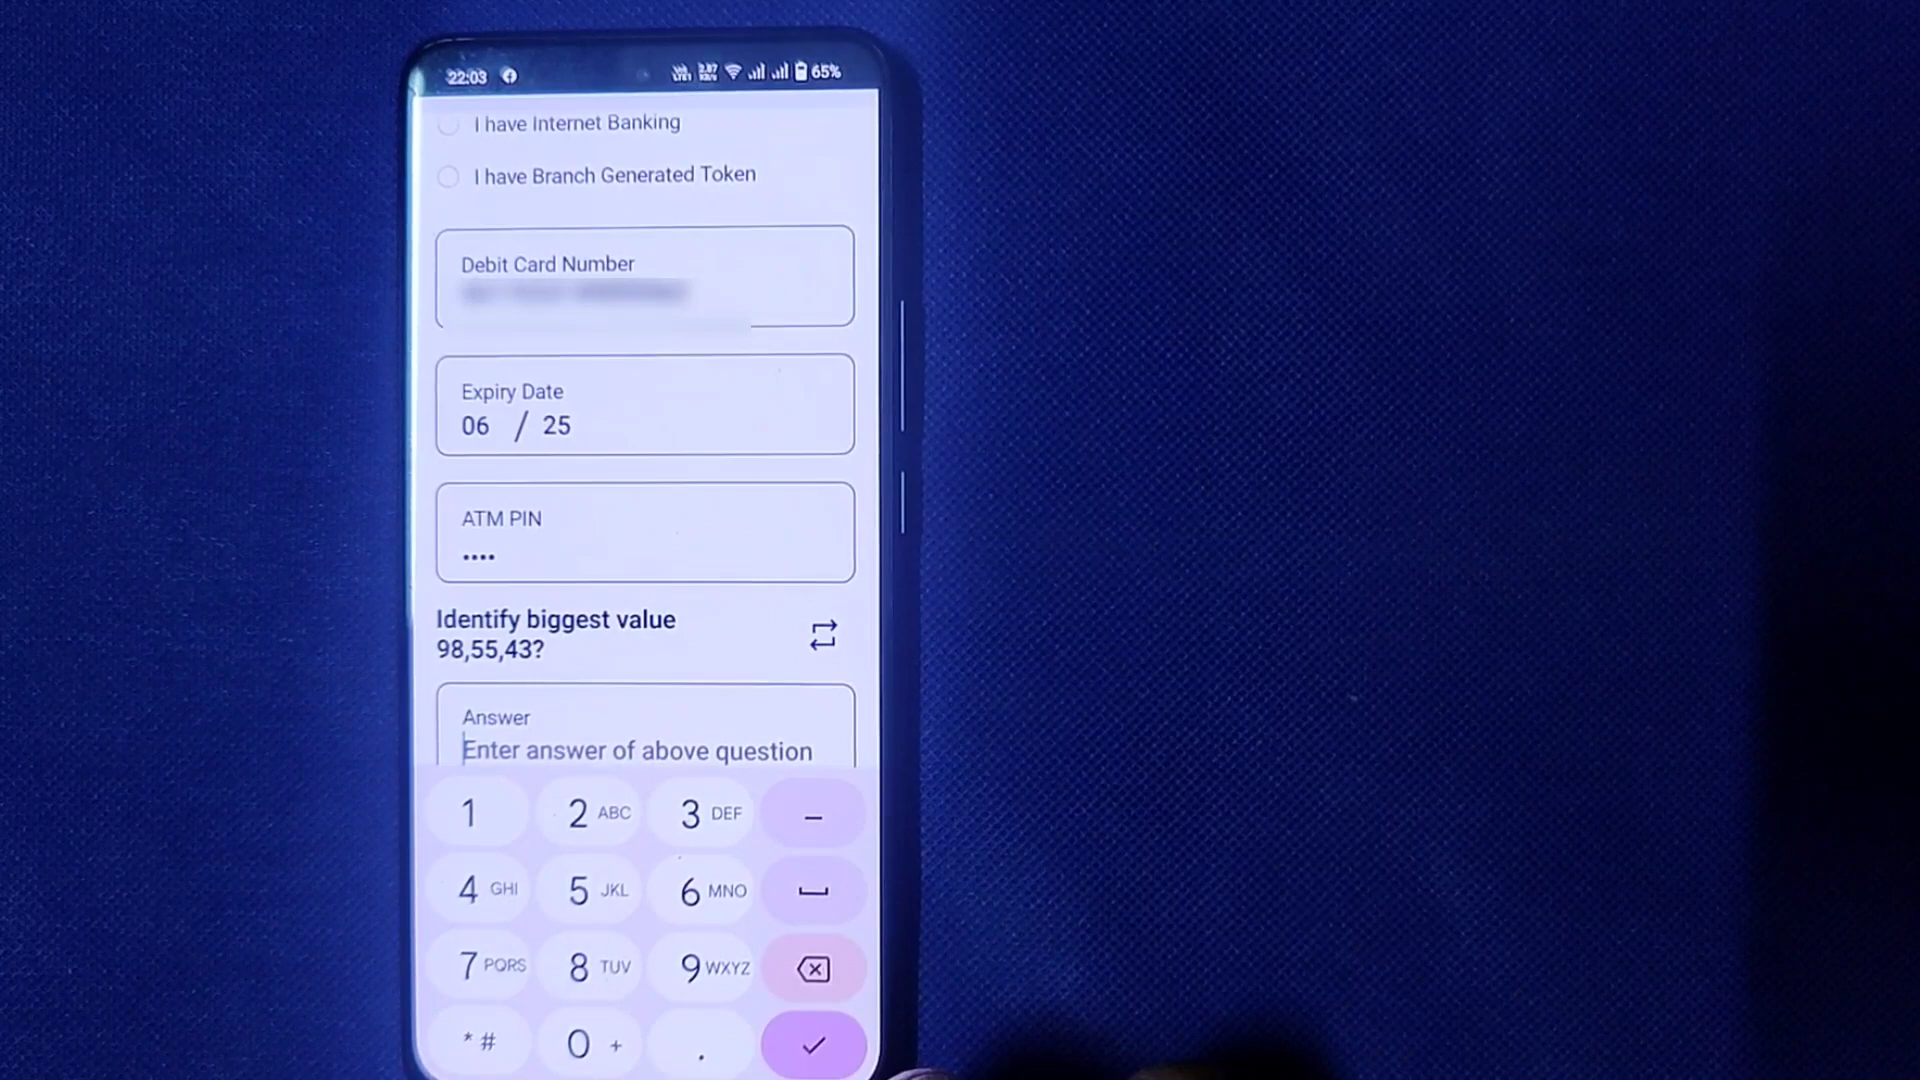 22:03 65%
I have Internet Banking
I have Branch Generated Token
Debit Card Number
Expiry Date
06 / 25
ATM PIN
••••
Identify biggest value
98,55,43?
Answer
Enter answer of above question
1 2 ABC 3 DEF –
4 GHI 5 JKL 6 MNO
7 PQRS 8 TUV 9 WXYZ
* # 0 + .